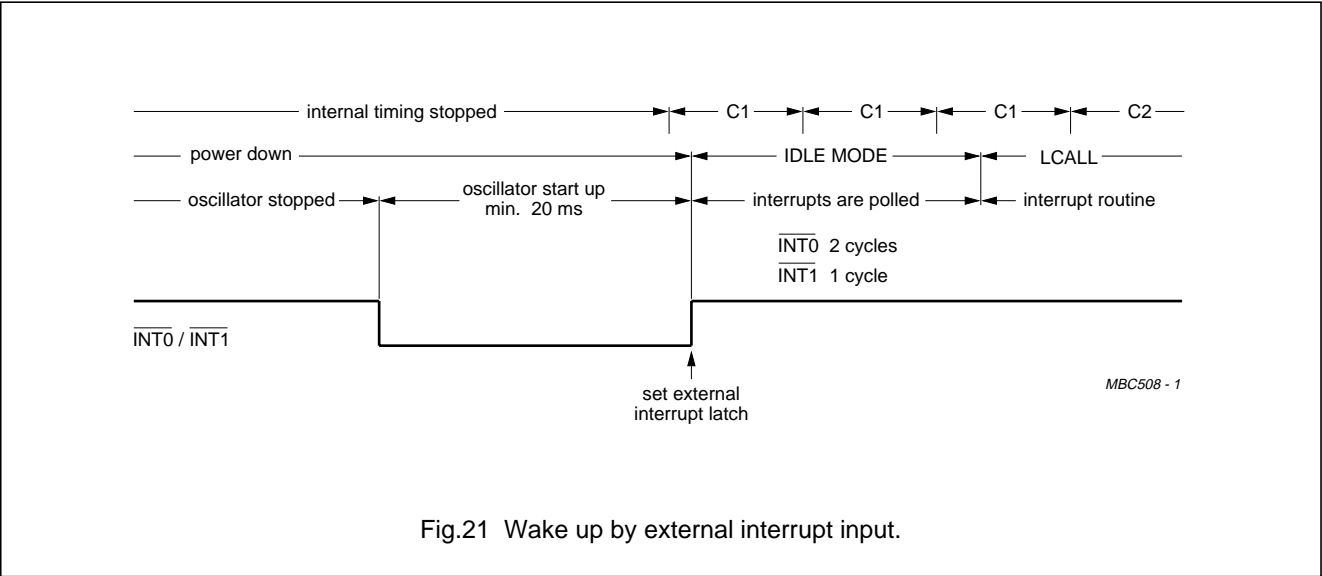 internal timing stopped C1 C1 C1 C2
power down IDLE MODE LCALL
oscillator stopped oscillator start up min. 20 ms interrupts are polled interrupt routine
INT0 2 cycles
INT1 1 cycle
INT0 / INT1
set external
interrupt latch
MBC508 - 1
Fig.21 Wake up by external interrupt input.